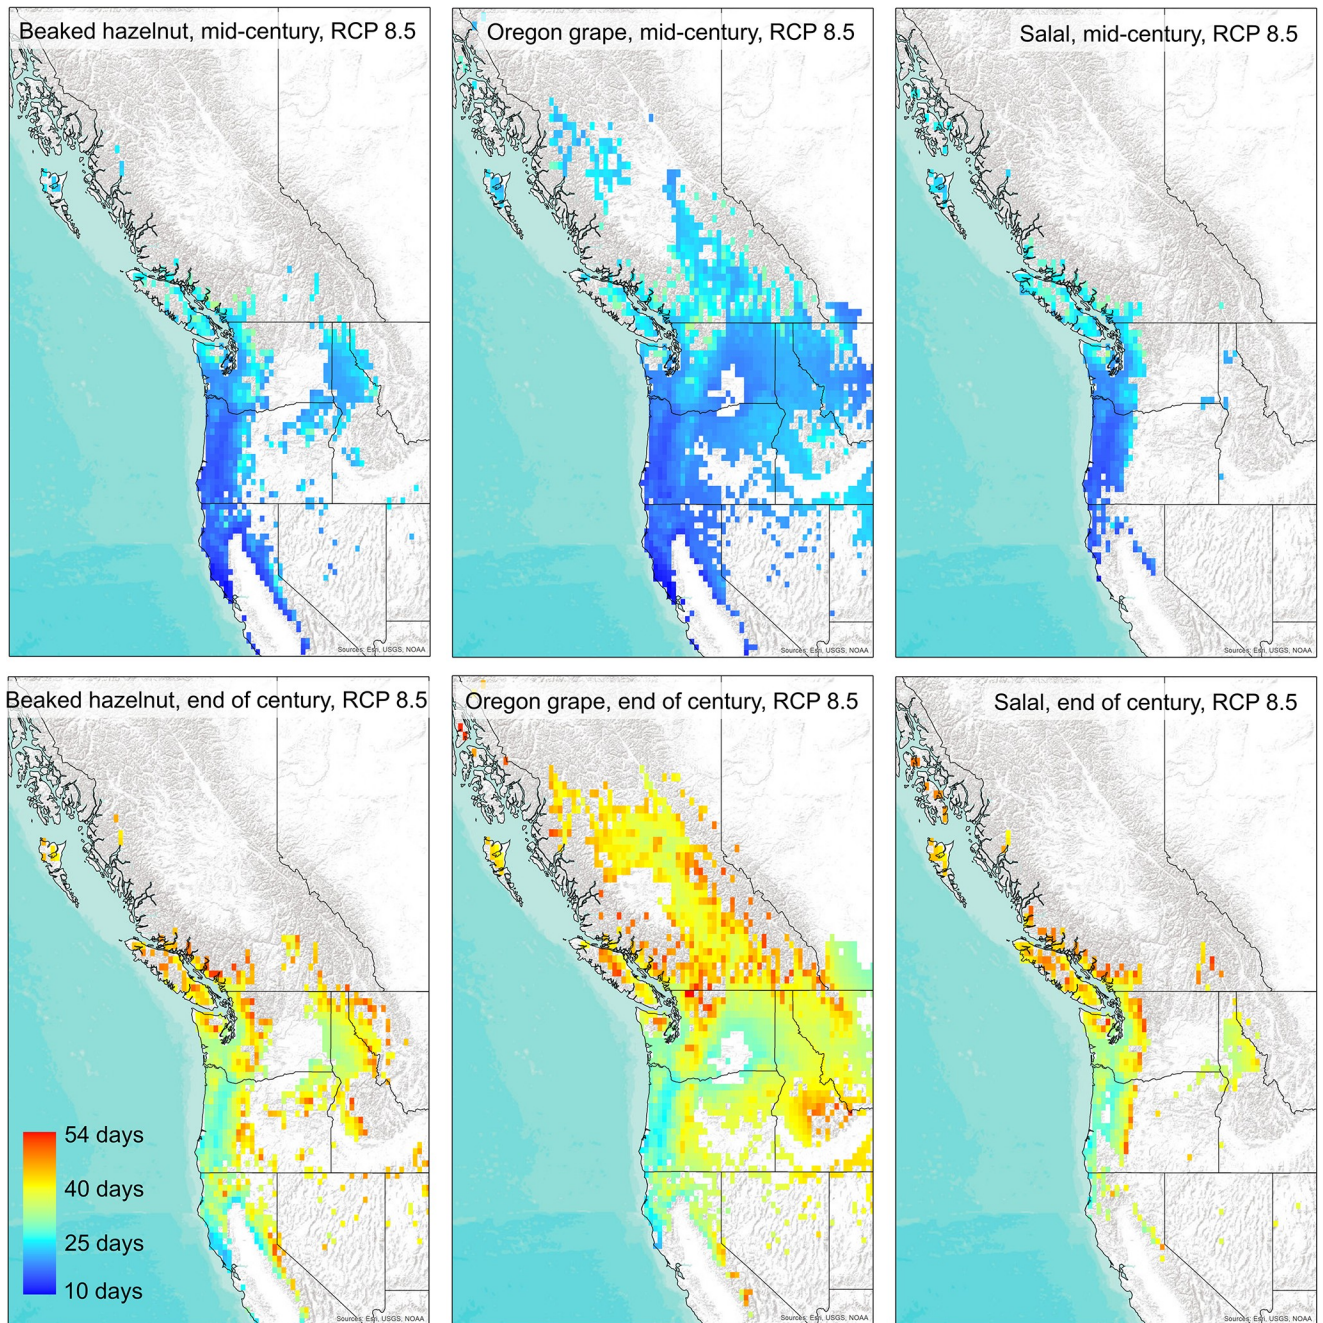 Beaked hazelnut, mid-century, RCP 8.5
Oregon grape, mid-century, RCP 8.5
Salal, mid-century, RCP 8.5
Sources: Esri, USGS, NOAA
Sources: Esri, USGS, NOAA
Sources: Esri, USGS, NOAA
Beaked hazelnut, end of century, RCP 8.5
Oregon grape, end of century, RCP 8.5
Salal, end of century, RCP 8.5
54 days
40 days
25 days
10 days
Sources: Esri, USGS, NOAA
Sources: Esri, USGS, NOAA
Sources: Esri, USGS, NOAA